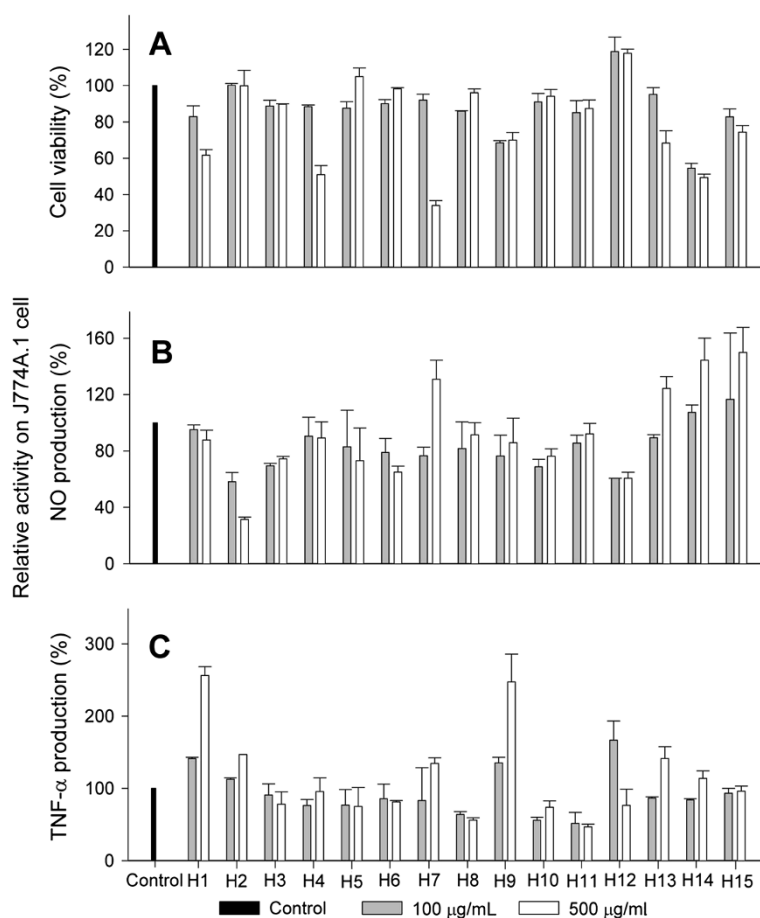 Relative activity on J774A.1 cell
A
Cell viability (%)
120
100
80
60
40
20
0
B
NO production (%)
160
120
80
40
0
C
TNF-α production (%)
300
200
100
0
Control H1 H2 H3 H4 H5 H6 H7 H8 H9 H10 H11 H12 H13 H14 H15
Control 100 μg/mL 500 μg/ml